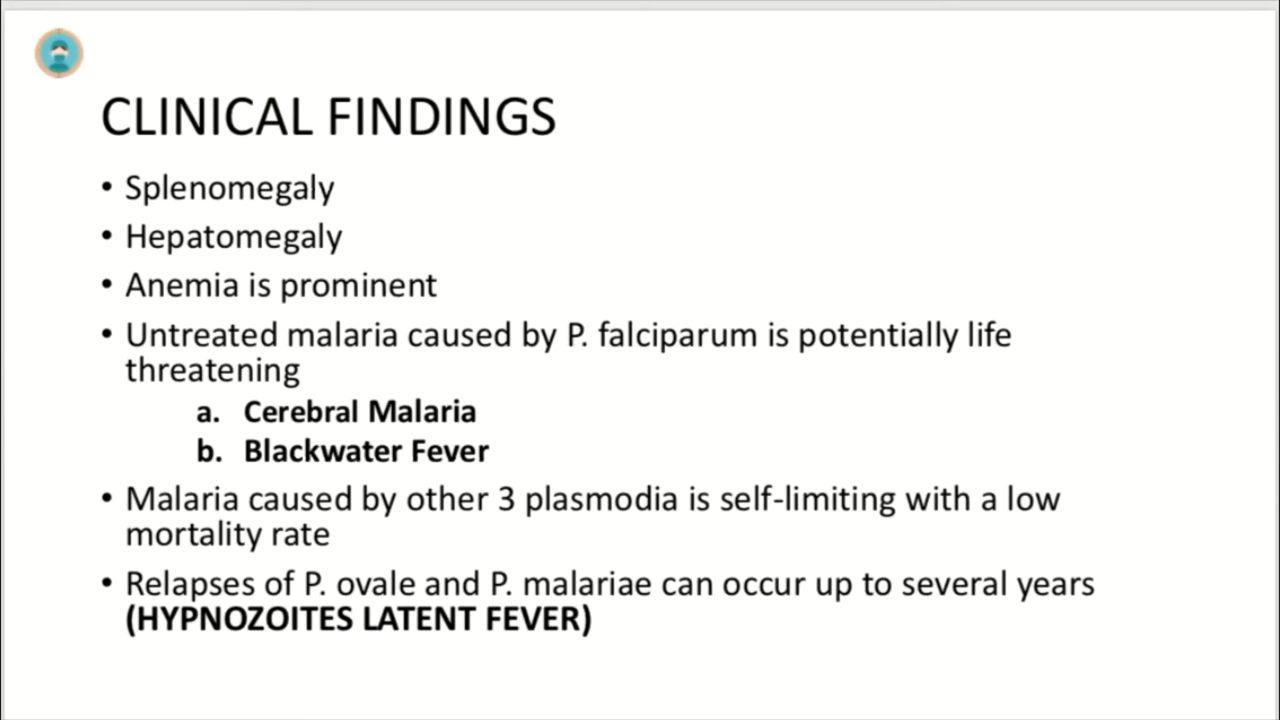 CLINICAL FINDINGS
• Splenomegaly
• Hepatomegaly
• Anemia is prominent
• Untreated malaria caused by P. falciparum is potentially life
threatening
a. Cerebral Malaria
b. Blackwater Fever
• Malaria caused by other 3 plasmodia is self-limiting with a low
mortality rate
• Relapses of P. ovale and P. malariae can occur up to several years
(HYPNOZOITES LATENT FEVER)